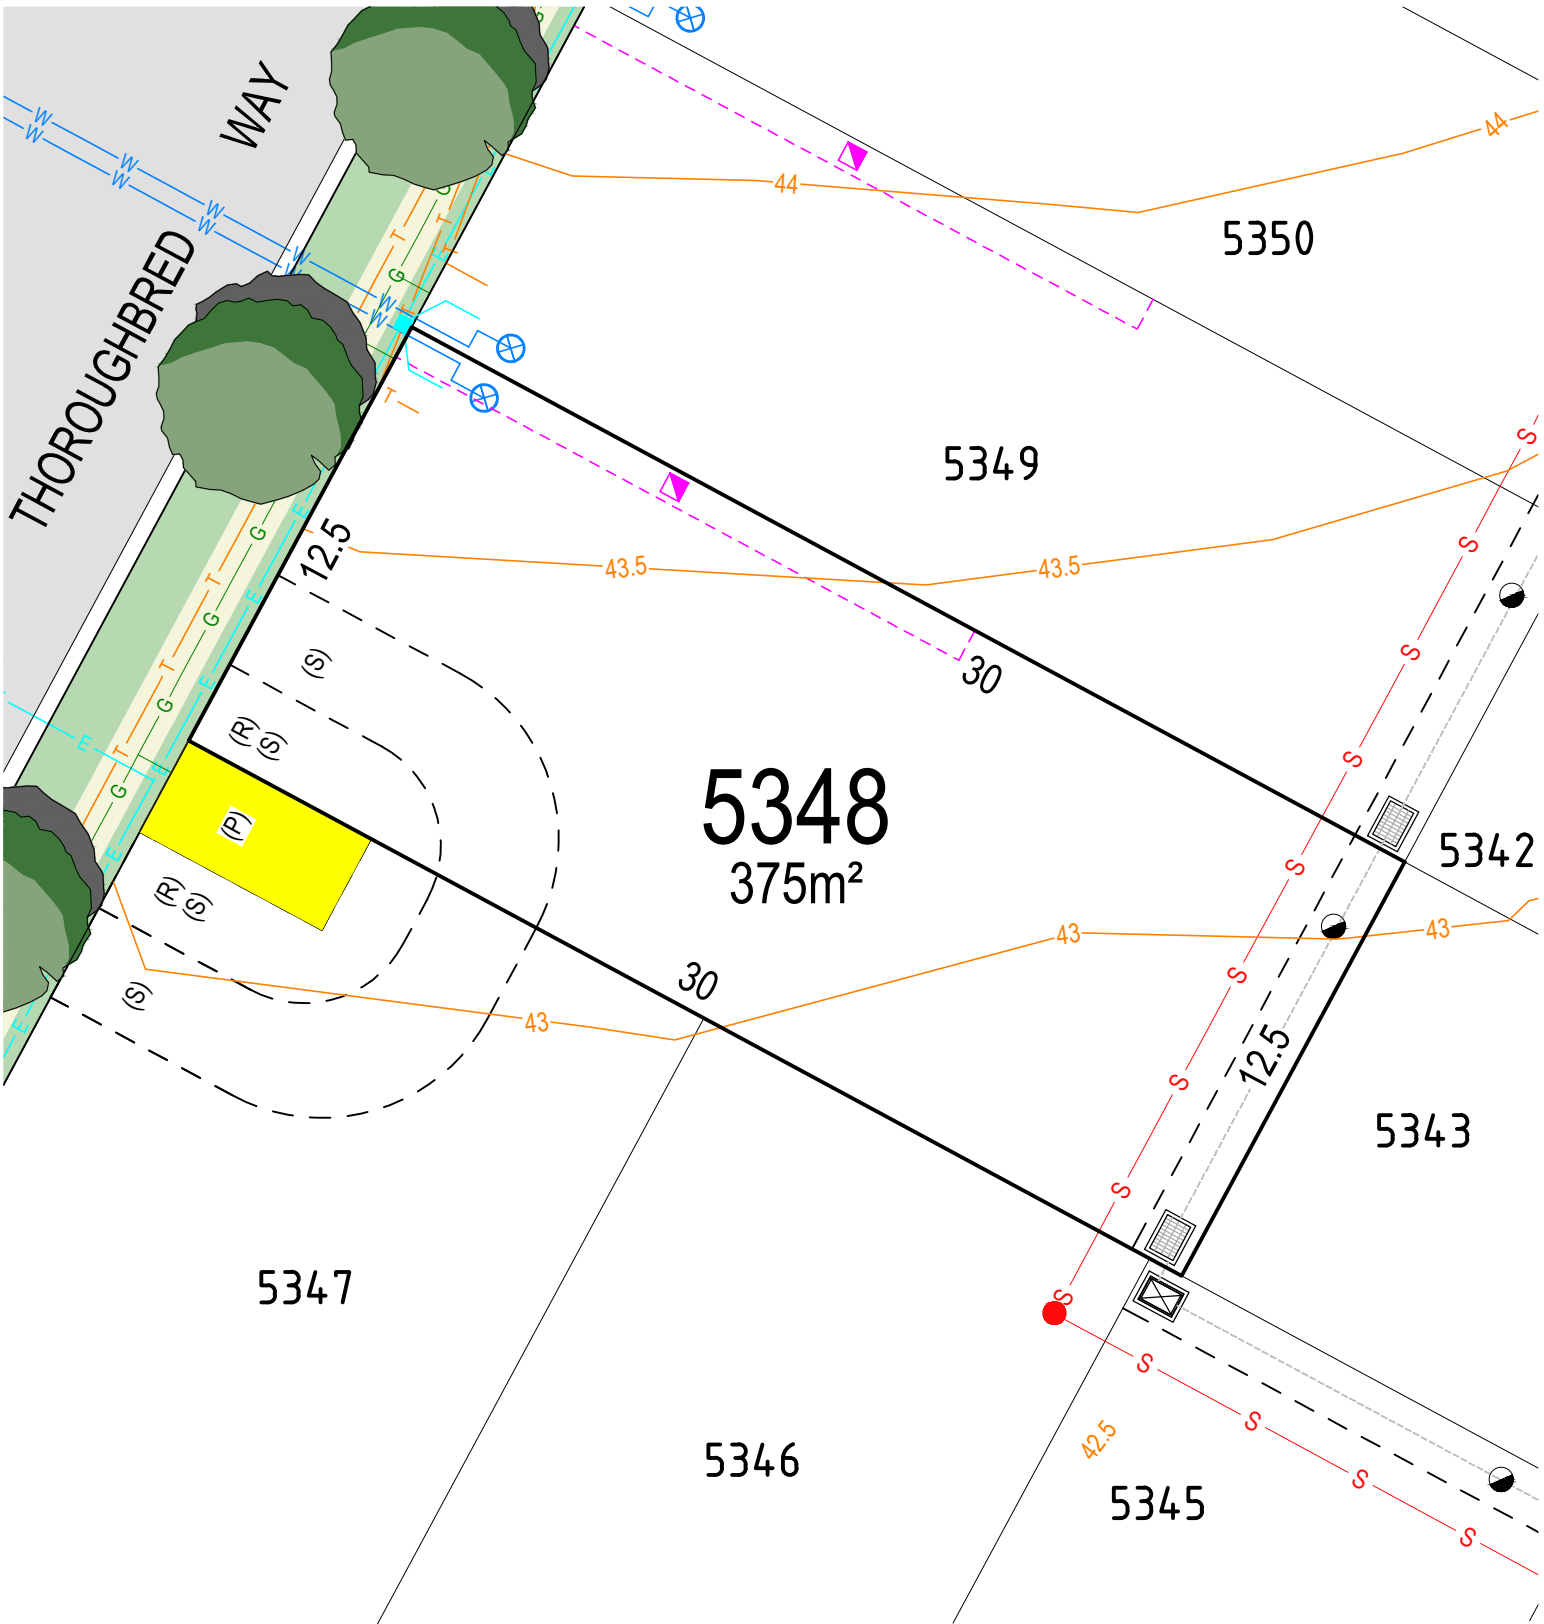 G
WAY
THOROUGHBRED
W
W
W
W
W
W
W
W
W
W
44
44
5350
T
G
T
T
G
E
T
5349
S
12.5
43.5
43.5
S
G
E
T
G
E
T
G
E
T
G
E
E
E
E
30
(S)
(R)
(S)
(P)
(R)
(S)
(S)
S
S
S
S
S
S
S
5348
375m²
5342
43
43
43
30
12.5
5343
5347
5346
5345
42.5
S
S
S
S